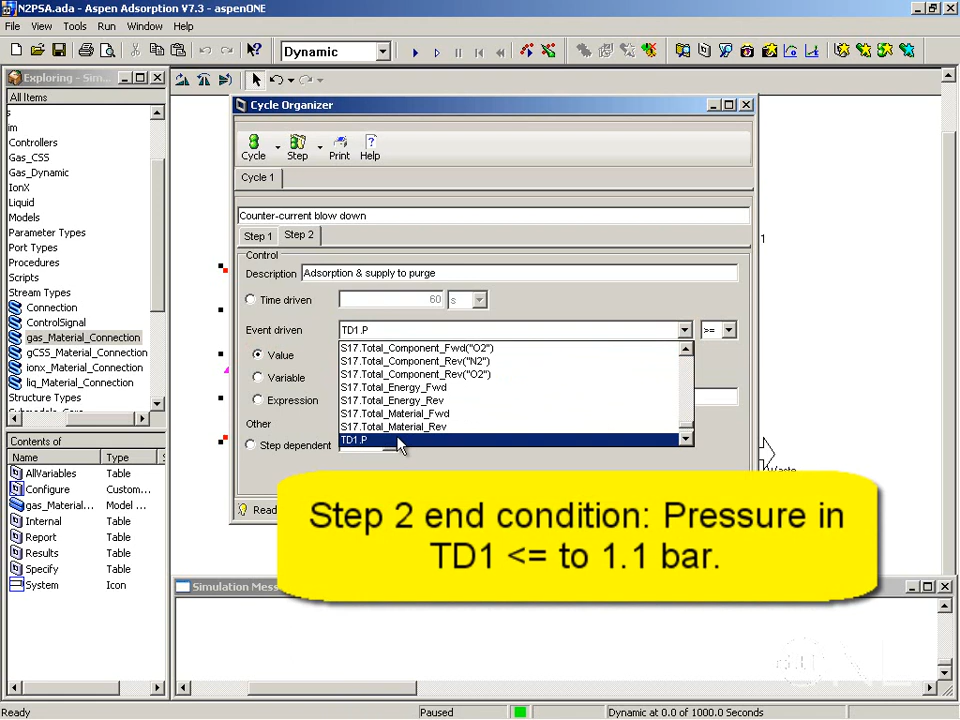 N2PSA.ada - Aspen Adsorption V7.3 - aspenONE
File View Tools Run Window Help
Dynamic
Exploring - Sim...
All Items
s
im
Controllers
Gas_CSS
Gas_Dynamic
IonX
Liquid
Models
Parameter Types
Port Types
Procedures
Scripts
Stream Types
Connection
ControlSignal
gas_Material_Connection
gCSS_Material_Connection
ionx_Material_Connection
liq_Material_Connection
Structure Types
Contents of
Name Type
AllVariables Table
Configure Custom...
gas_Material... Model ...
Internal Table
Report Table
Results Table
Specify Table
System Icon
Cycle Organizer
Cycle Step Print Help
Cycle 1
Counter-current blow down
Step 1 Step 2
Control
Description Adsorption & supply to purge
Time driven 60 s
Event driven TD1.P >=
Value
Variable
Expression
Other
Step dependent
S17.Total_Component_Fwd("O2")
S17.Total_Component_Rev("N2")
S17.Total_Component_Rev("O2")
S17.Total_Energy_Fwd
S17.Total_Energy_Rev
S17.Total_Material_Fwd
S17.Total_Material_Rev
TD1.P
Read
1
Step 2 end condition: Pressure in
TD1 <= to 1.1 bar.
Simulation Mess
Ready Paused Dynamic at 0.0 of 1000.0 Seconds